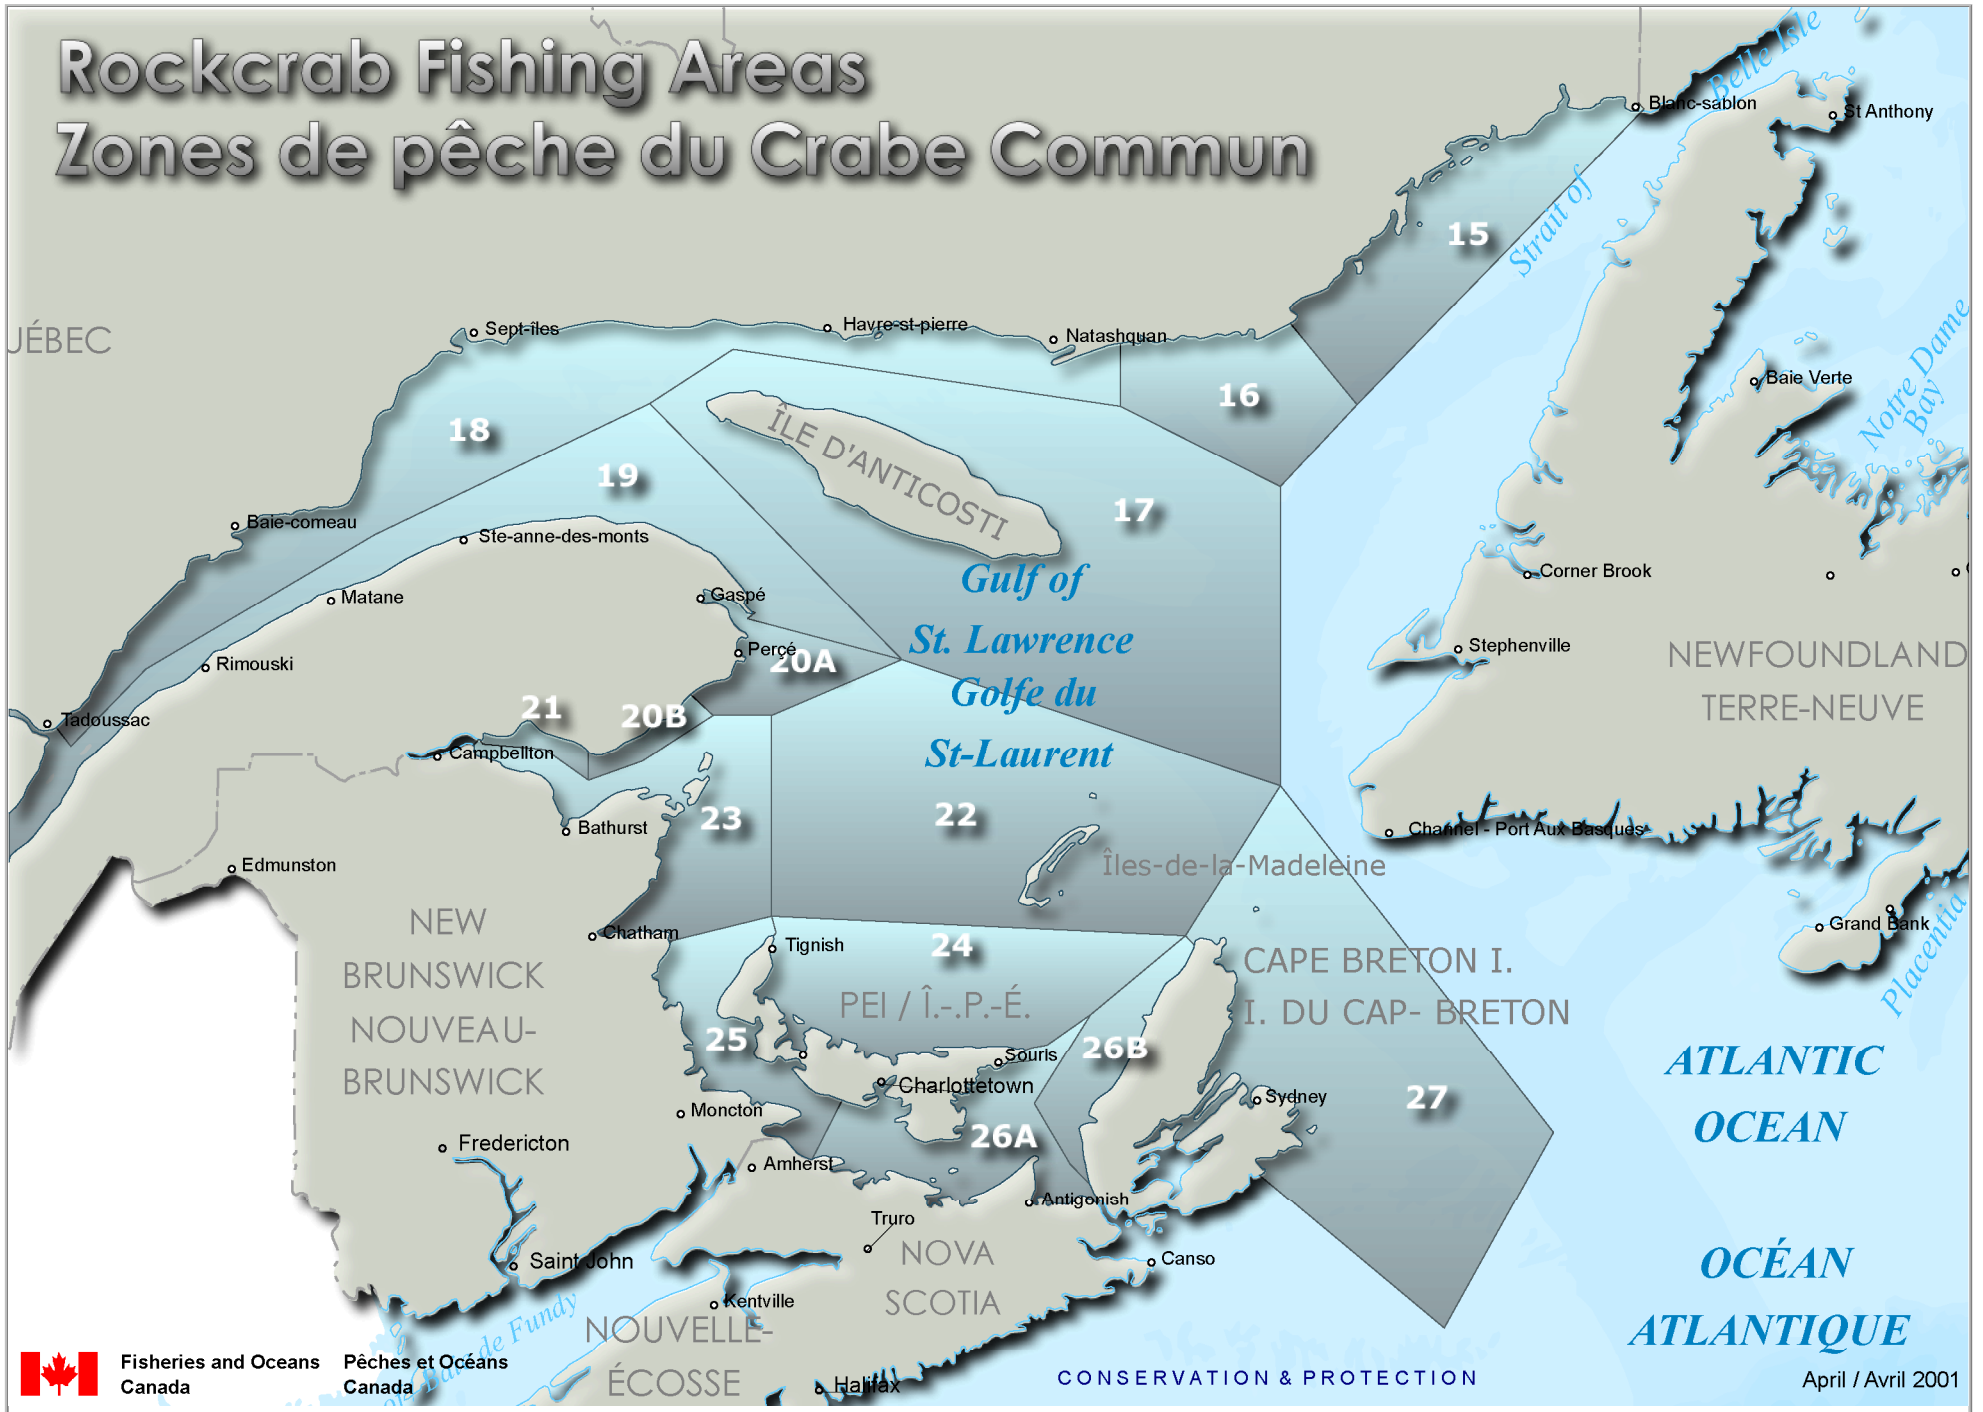 Rockcrab Fishing Areas
Zones de pêche du Crabe Commun
Belle Isle
Blanc-sablon
St Anthony
Strait of
15
Sept-îles
Havre-st-pierre
Natashquan
UÉBEC
16
Baie Verte
Notre Dame
Bay
18
19
ÎLE D'ANTICOSTI
17
Baie-comeau
Ste-anne-des-monts
Gulf of
St. Lawrence
Golfe du
St-Laurent
Corner Brook
Matane
Gaspé
Perçé
20A
Rimouski
Stephenville
NEWFOUNDLAND
TERRE-NEUVE
Tadoussac
21
20B
Campbellton
23
22
Bathurst
Channel - Port Aux Basques
Îles-de-la-Madeleine
Edmunston
NEW
BRUNSWICK
NOUVEAU-
BRUNSWICK
Chatham
Tignish
24
Grand Bank
Placentia
CAPE BRETON I.
I. DU CAP- BRETON
PEI / Î.-.P.-É.
25
26B
Souris
Charlottetown
Sydney
27
ATLANTIC
OCEAN
Moncton
26A
Fredericton
Amherst
Antigonish
Truro
NOVA
SCOTIA
Canso
Saint John
OCÉAN
ATLANTIQUE
Kentville
NOUVELLE-
ÉCOSSE
Baie de Fundy
Halifax
Fisheries and Oceans
Canada
Pêches et Océans
Canada
CONSERVATION & PROTECTION
April / Avril 2001